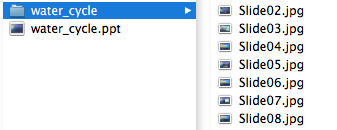 water_cycle
water_cycle.ppt
Slide02.jpg
Slide03.jpg
Slide04.jpg
Slide05.jpg
Slide06.jpg
Slide07.jpg
Slide08.jpg